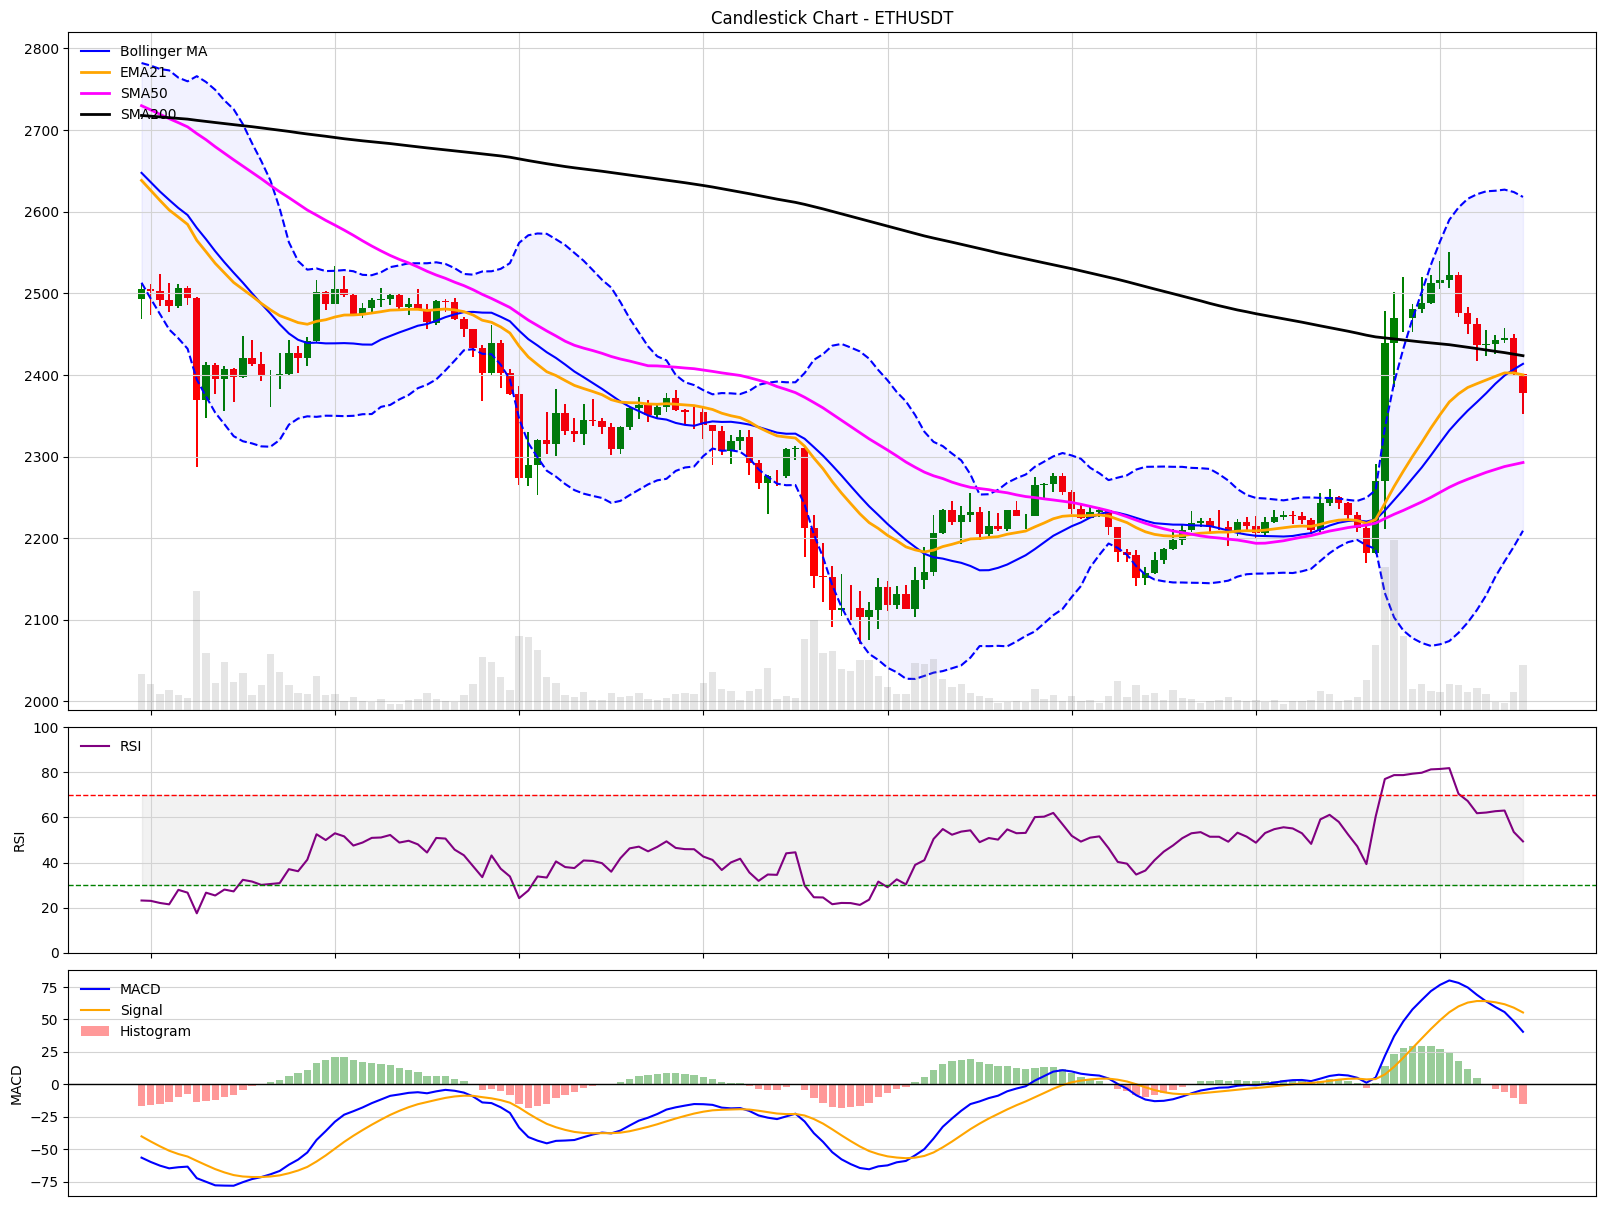 Candlestick Chart - ETHUSDT
Bollinger MA
EMA21
SMA50
SMA200
2800
2700
2600
2500
2400
2300
2200
2100
2000
RSI
100
80
60
40
20
0
RSI
MACD
Signal
Histogram
75
50
25
0
−25
−50
−75
MACD